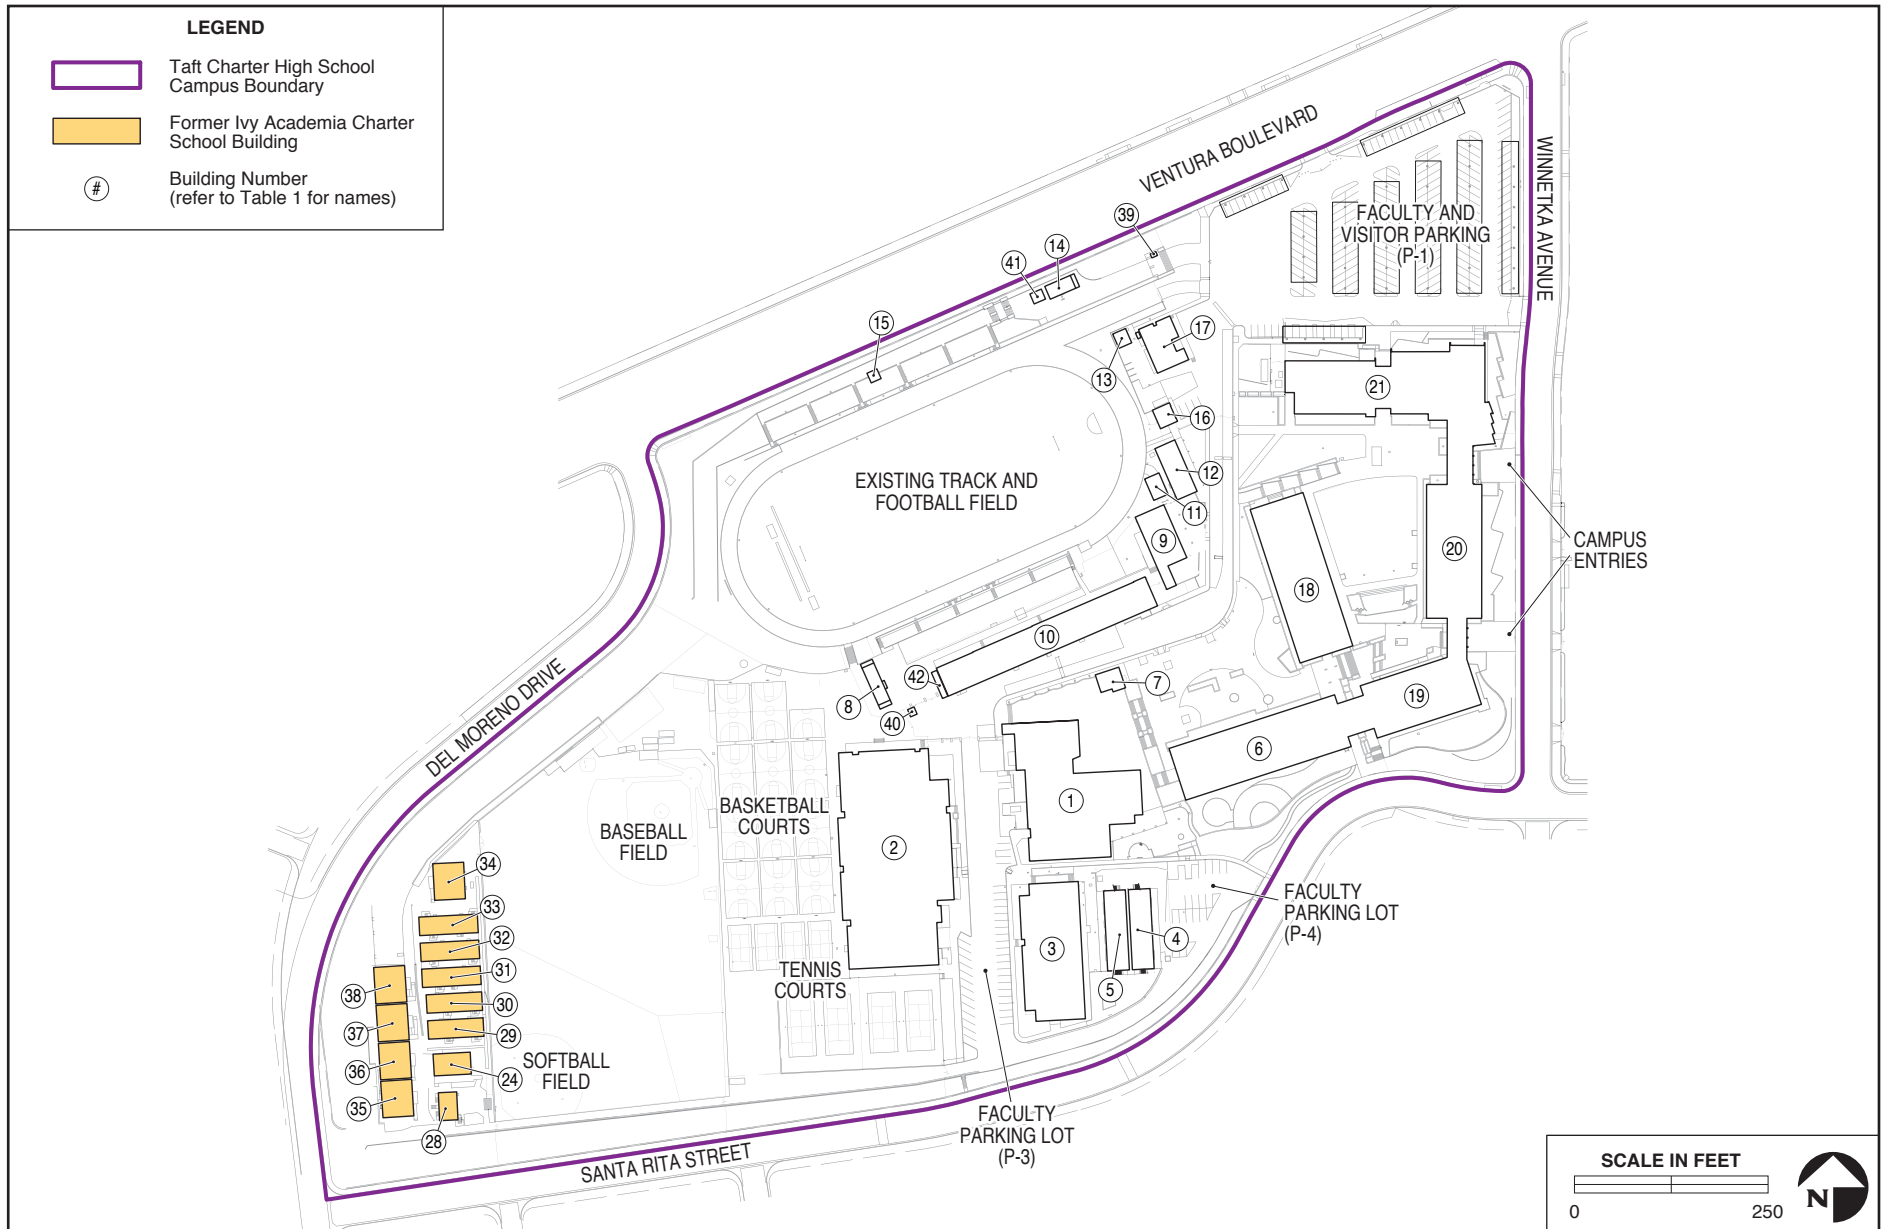 LEGEND
Taft Charter High School
Campus Boundary
Former Ivy Academia Charter
School Building
#
Building Number
(refer to Table 1 for names)
VENTURA BOULEVARD
WINNETKA AVENUE
FACULTY AND
VISITOR PARKING
(P-1)
39
14
41
15
17
13
21
16
12
11
9
EXISTING TRACK AND
FOOTBALL FIELD
20
CAMPUS
ENTRIES
18
10
42
7
8
40
19
6
DEL MORENO DRIVE
BASKETBALL
COURTS
BASEBALL
FIELD
1
2
34
33
32
31
30
29
38
37
36
35
24
28
FACULTY
PARKING LOT
(P-4)
3
4
5
TENNIS
COURTS
SOFTBALL
FIELD
FACULTY
PARKING LOT
(P-3)
SANTA RITA STREET
SCALE IN FEET
0
250
N